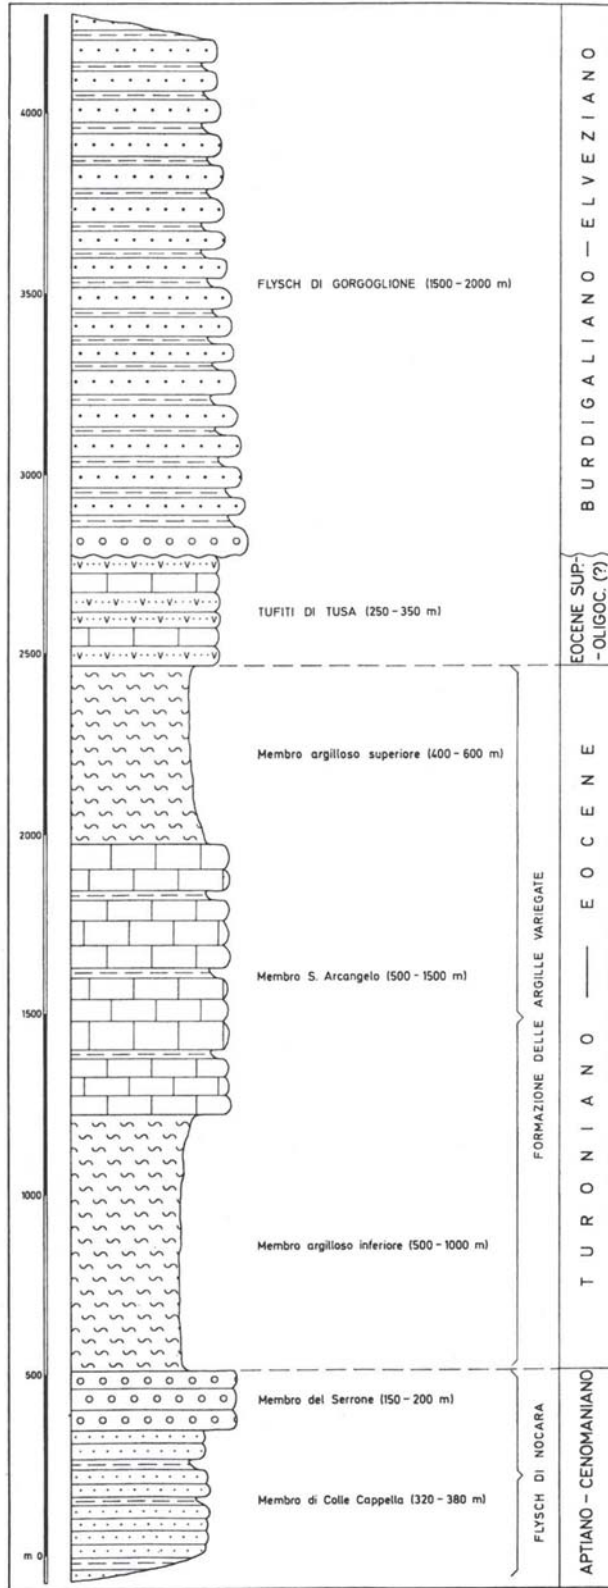 4000
3500
3000
2500
2000
1500
1000
500
m 0
FLYSCH DI GORGOGLIONE (1500 - 2000 m)
TUFITI DI TUSA (250 - 350 m)
Membro argilloso superiore (400 - 600 m)
Membro S. Arcangelo (500 - 1500 m)
Membro argilloso inferiore (500 - 1000 m)
Membro del Serrone (150 - 200 m)
Membro di Colle Cappella (320 - 380 m)
FORMAZIONE DELLE ARGILLE VARIEGATE
FLYSCH DI NOCARA
BURDIGALIANO — ELVEZIANO
EOCENE SUP.-
-OLIGOC. (?)
TURONIANO — EOCENE
APTIANO - CENOMANIANO